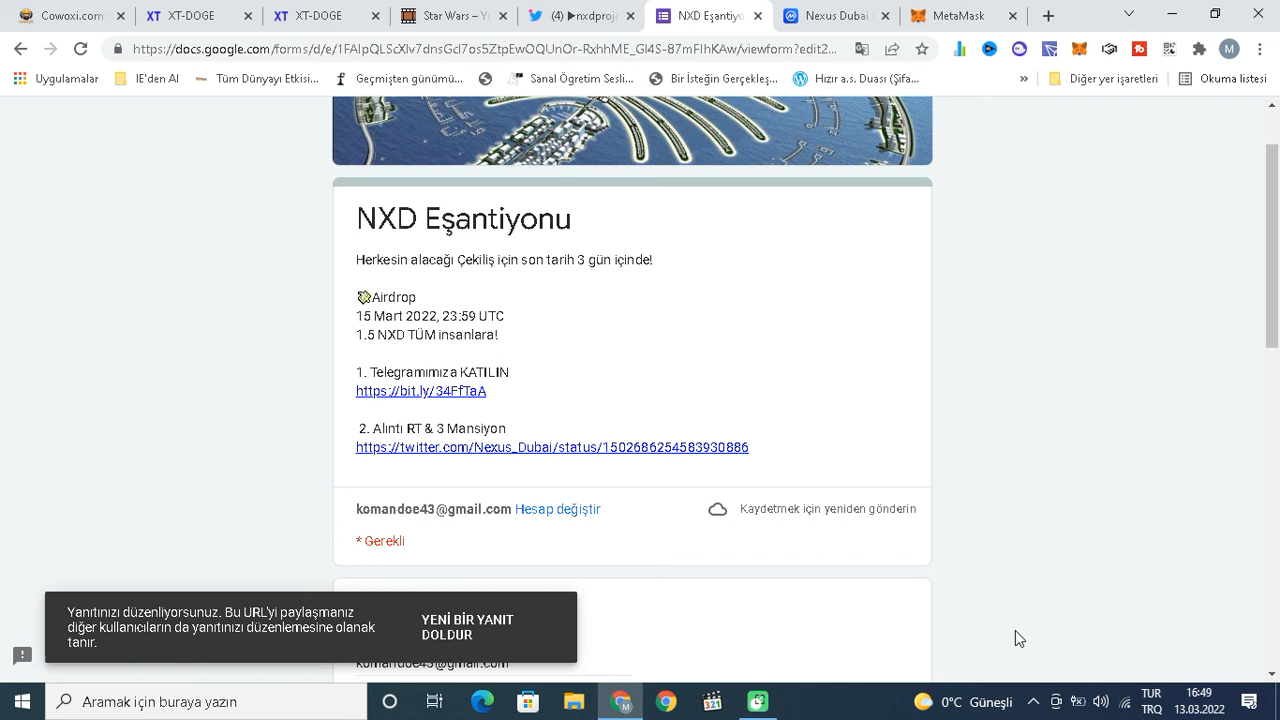 Cowoxi.com
XT-DOGE
XT-DOGE
Star Wars – Y
(4) nxdproj
NXD Eşantiyo
Nexus Dubai
MetaMask
https://docs.google.com/forms/d/e/1FAIpQLScXlv7dnsGcl7os5ZtpEwOQUnOr-RxhhME_Gl4S-87mFIhKAw/viewform?edit2...
M
Uygulamalar
IE'den Al
Tüm Dünyayı Etkisi...
Geçmişten günümü...
Sanal Öğretim Sesli...
Bir İsteğin Gerçekleş...
Hızır a.s. Duası (Şifa...
»
Diğer yer işaretleri
Okuma listesi
NXD Eşantiyonu
Herkesin alacağı Çekiliş için son tarih 3 gün içinde!
Airdrop
15 Mart 2022, 23:59 UTC
1.5 NXD TÜM insanlara!
1. Telegramımıza KATILIN
https://bit.ly/34FfTaA
2. Alıntı RT & 3 Mansiyon
https://twitter.com/Nexus_Dubai/status/1502686254583930886
komandoe43@gmail.com Hesap değiştir
Kaydetmek için yeniden gönderin
* Gerekli
Yanıtınızı düzenliyorsunuz. Bu URL'yi paylaşmanız
diğer kullanıcıların da yanıtınızı düzenlemesine olanak
tanır.
YENİ BİR YANIT
DOLDUR
komandoe43@gmail.com
Aramak için buraya yazın
321
0°C Güneşli
TUR
TRQ
16:49
13.03.2022